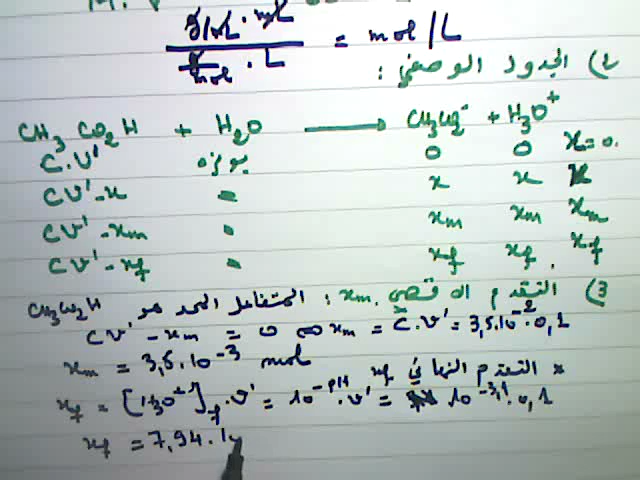 g/mL · mL / g/mol · L = mol/L
2) الجدول الوصفي :
CH3CO2H + H2O → CH3CO2⁻ + H3O⁺
C.V' بوفرة 0 0 x=0
CV'-x " x x x
CV'-xm " xm xm xm
CV'-xf " xf xf xf
3) التقدم الأقصى xm : المتفاعل المحد هو CH3CO2H
CV' - xm = 0 ⟺ xm = C.V' = 3,5.10⁻².0,1
xm = 3,5.10⁻³ mol
* التقدم النهائي xf
xf = [H3O⁺]f.V' = 10⁻ᵖᴴ.V' = 10⁻³,¹.0,1
xf = 7,94.1